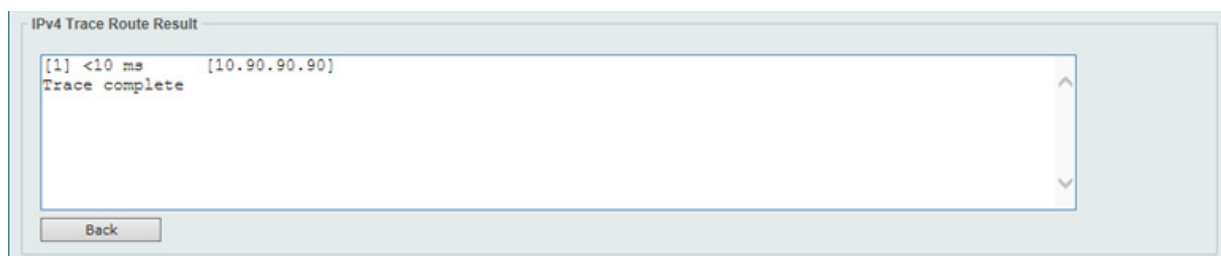 IPv4 Trace Route Result
[1] <10 ms [10.90.90.90]
Trace complete
Back